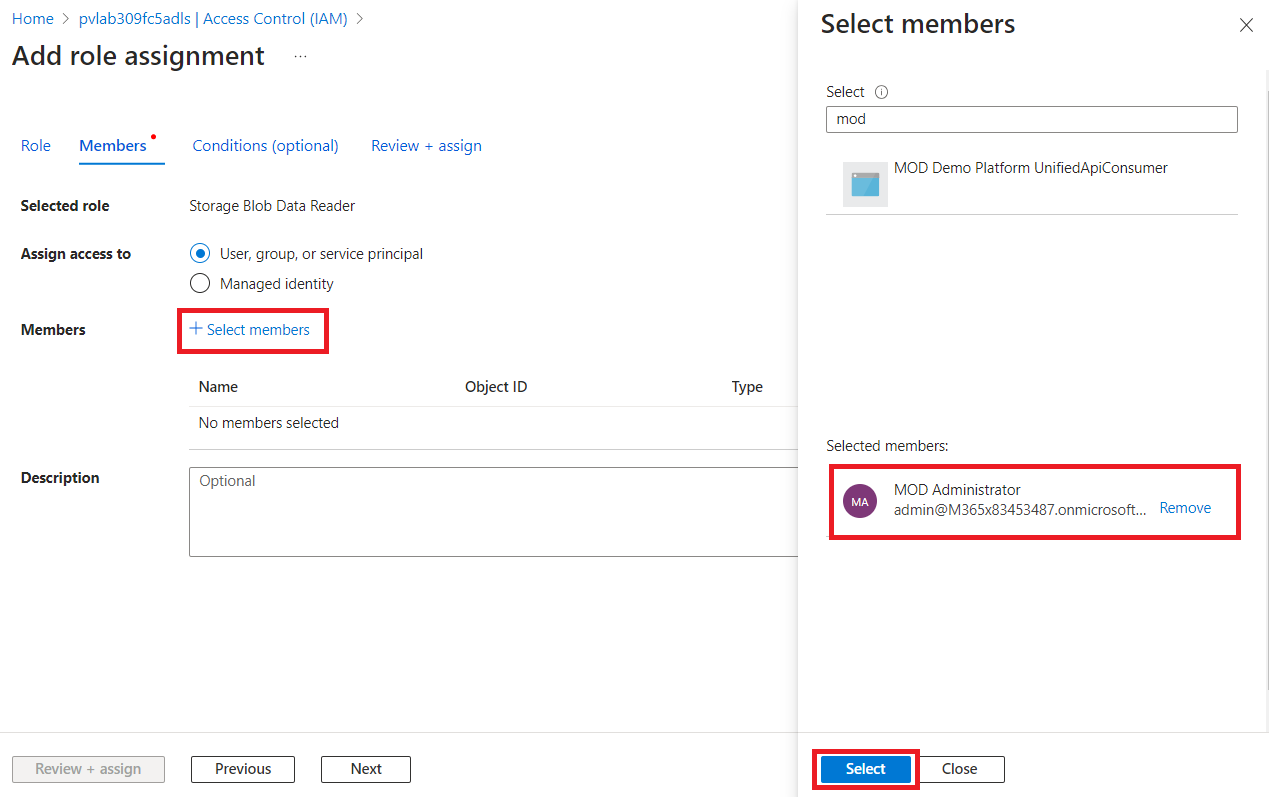 Home > pvlab309fc5adls | Access Control (IAM) >
Add role assignment ...
Role Members Conditions (optional) Review + assign
Selected role Storage Blob Data Reader
Assign access to User, group, or service principal
Managed identity
Members + Select members
Name Object ID Type
No members selected
Description Optional
Review + assign Previous Next
Select members
Select
mod
MOD Demo Platform UnifiedApiConsumer
Selected members:
MA MOD Administrator
admin@M365x83453487.onmicrosoft... Remove
Select Close